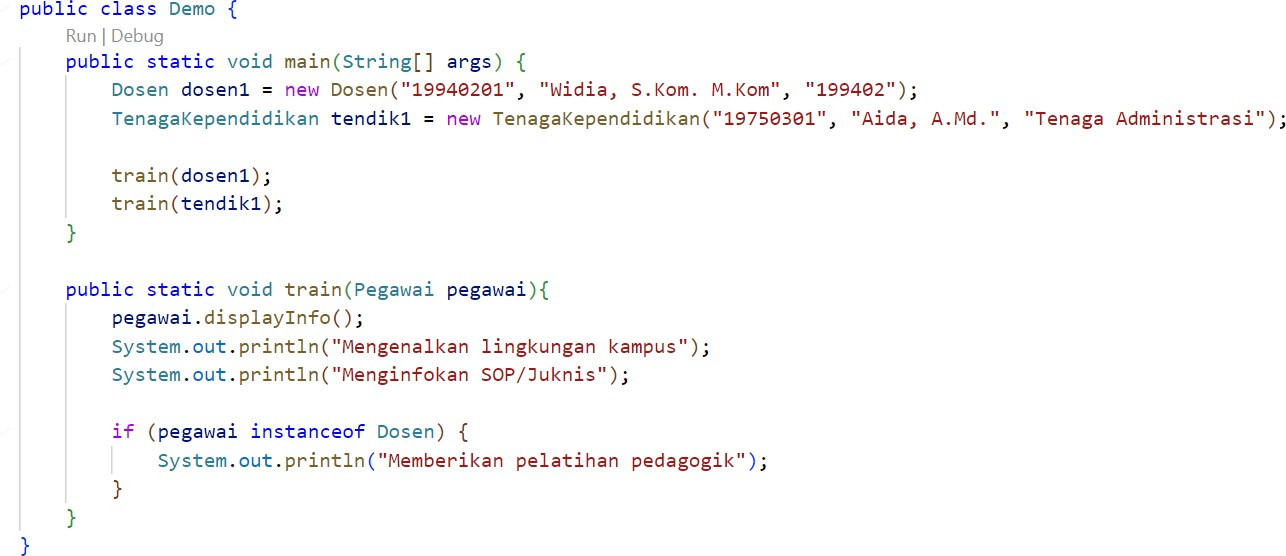 public class Demo {
Run | Debug
public static void main(String[] args) {
Dosen dosen1 = new Dosen("19940201", "Widia, S.Kom. M.Kom", "199402");
TenagaKependidikan tendik1 = new TenagaKependidikan("19750301", "Aida, A.Md.", "Tenaga Administrasi");
train(dosen1);
train(tendik1);
}
public static void train(Pegawai pegawai){
pegawai.displayInfo();
System.out.println("Mengenalkan lingkungan kampus");
System.out.println("Menginfokan SOP/Juknis");
if (pegawai instanceof Dosen) {
System.out.println("Memberikan pelatihan pedagogik");
}
}
}